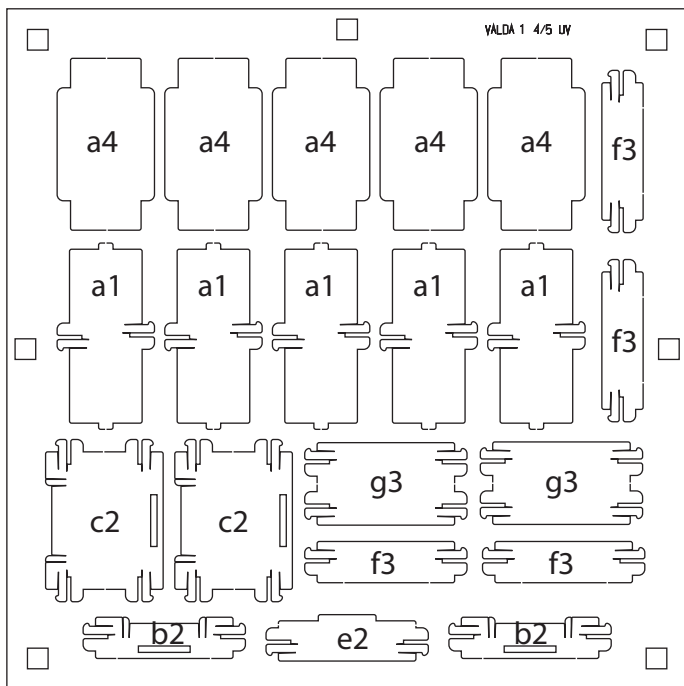 VALDA 1 4/5 UV
a4 a4 a4 a4 a4 f3
a1 a1 a1 a1 a1
f3
c2 c2 g3 g3
f3 f3
b2 e2 b2